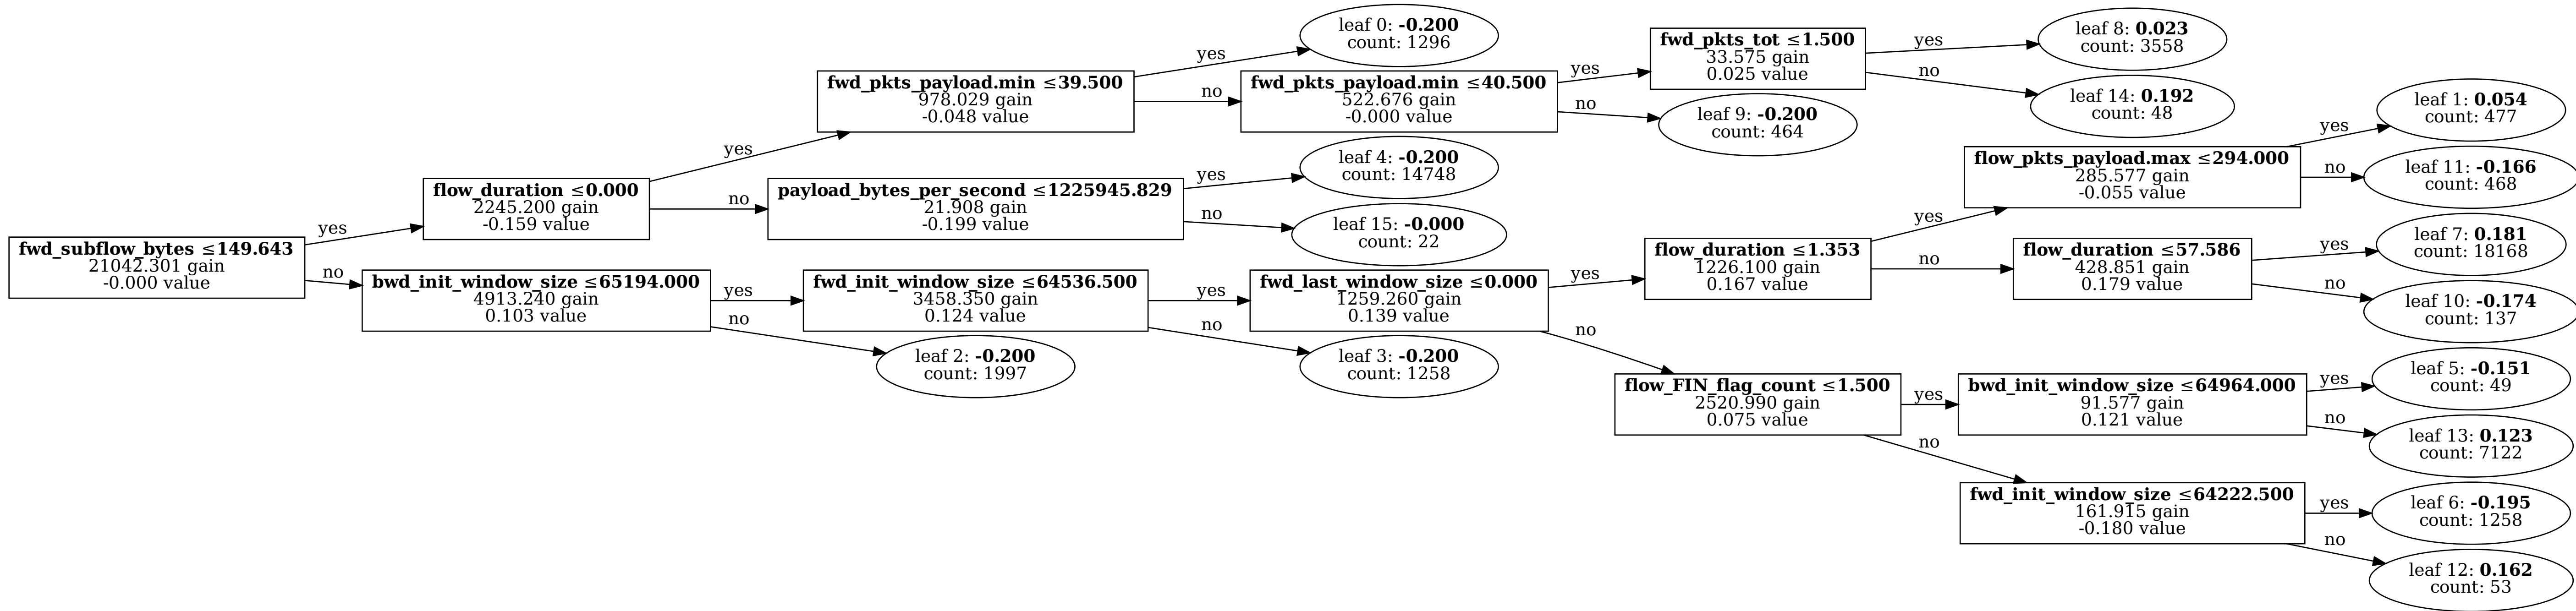 fwd_subflow_bytes ≤149.643
21042.301 gain
-0.000 value
yes
no
flow_duration ≤0.000
2245.200 gain
-0.159 value
yes
no
bwd_init_window_size ≤65194.000
4913.240 gain
0.103 value
yes
no
fwd_pkts_payload.min ≤39.500
978.029 gain
-0.048 value
yes
no
payload_bytes_per_second ≤1225945.829
21.908 gain
-0.199 value
yes
no
fwd_init_window_size ≤64536.500
3458.350 gain
0.124 value
yes
no
leaf 2: -0.200
count: 1997
leaf 0: -0.200
count: 1296
fwd_pkts_payload.min ≤40.500
522.676 gain
-0.000 value
yes
no
leaf 4: -0.200
count: 14748
leaf 15: -0.000
count: 22
fwd_last_window_size ≤0.000
1259.260 gain
0.139 value
yes
no
leaf 3: -0.200
count: 1258
fwd_pkts_tot ≤1.500
33.575 gain
0.025 value
yes
no
leaf 9: -0.200
count: 464
flow_duration ≤1.353
1226.100 gain
0.167 value
yes
no
flow_FIN_flag_count ≤1.500
2520.990 gain
0.075 value
yes
no
leaf 8: 0.023
count: 3558
leaf 14: 0.192
count: 48
flow_pkts_payload.max ≤294.000
285.577 gain
-0.055 value
yes
no
flow_duration ≤57.586
428.851 gain
0.179 value
yes
no
bwd_init_window_size ≤64964.000
91.577 gain
0.121 value
yes
no
fwd_init_window_size ≤64222.500
161.915 gain
-0.180 value
yes
no
leaf 1: 0.054
count: 477
leaf 11: -0.166
count: 468
leaf 7: 0.181
count: 18168
leaf 10: -0.174
count: 137
leaf 5: -0.151
count: 49
leaf 13: 0.123
count: 7122
leaf 6: -0.195
count: 1258
leaf 12: 0.162
count: 53